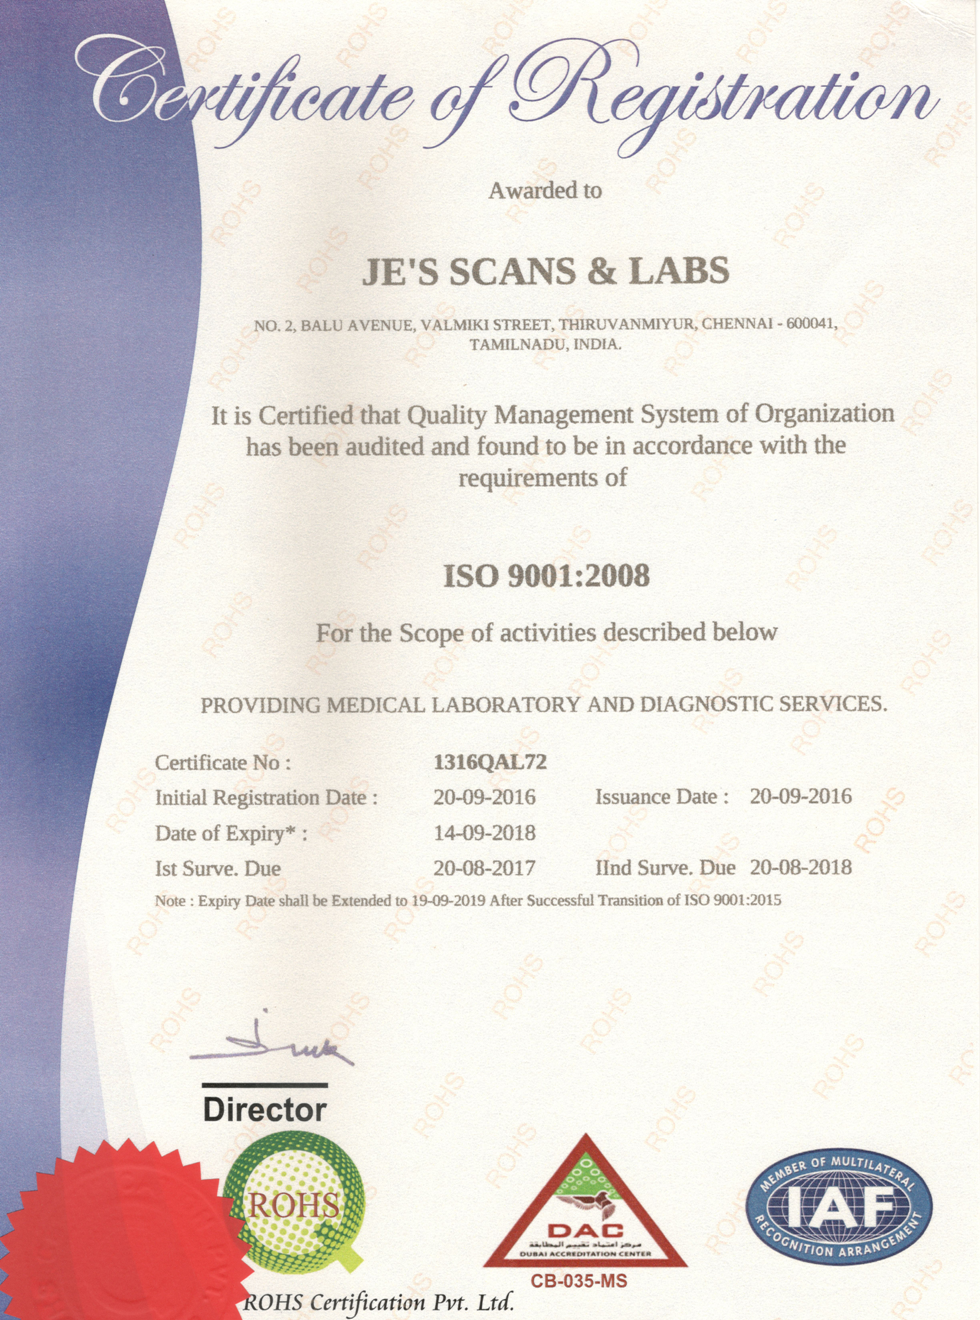 Certificate of Registration
Awarded to
JE'S SCANS & LABS
NO. 2, BALU AVENUE, VALMIKI STREET, THIRUVANMIYUR, CHENNAI - 600041,
TAMILNADU, INDIA.
It is Certified that Quality Management System of Organization
has been audited and found to be in accordance with the
requirements of
ISO 9001:2008
For the Scope of activities described below
PROVIDING MEDICAL LABORATORY AND DIAGNOSTIC SERVICES.
Certificate No : 1316QAL72
Initial Registration Date : 20-09-2016 Issuance Date : 20-09-2016
Date of Expiry* : 14-09-2018
Ist Surve. Due 20-08-2017 IInd Surve. Due 20-08-2018
Note : Expiry Date shall be Extended to 19-09-2019 After Successful Transition of ISO 9001:2015
Director
ROHS
ROHS Certification Pvt. Ltd.
DAC
مركز اعتماد تقييم المطابقة
DUBAI ACCREDITATION CENTER
CB-035-MS
MEMBER OF MULTILATERAL
IAF
RECOGNITION ARRANGEMENT